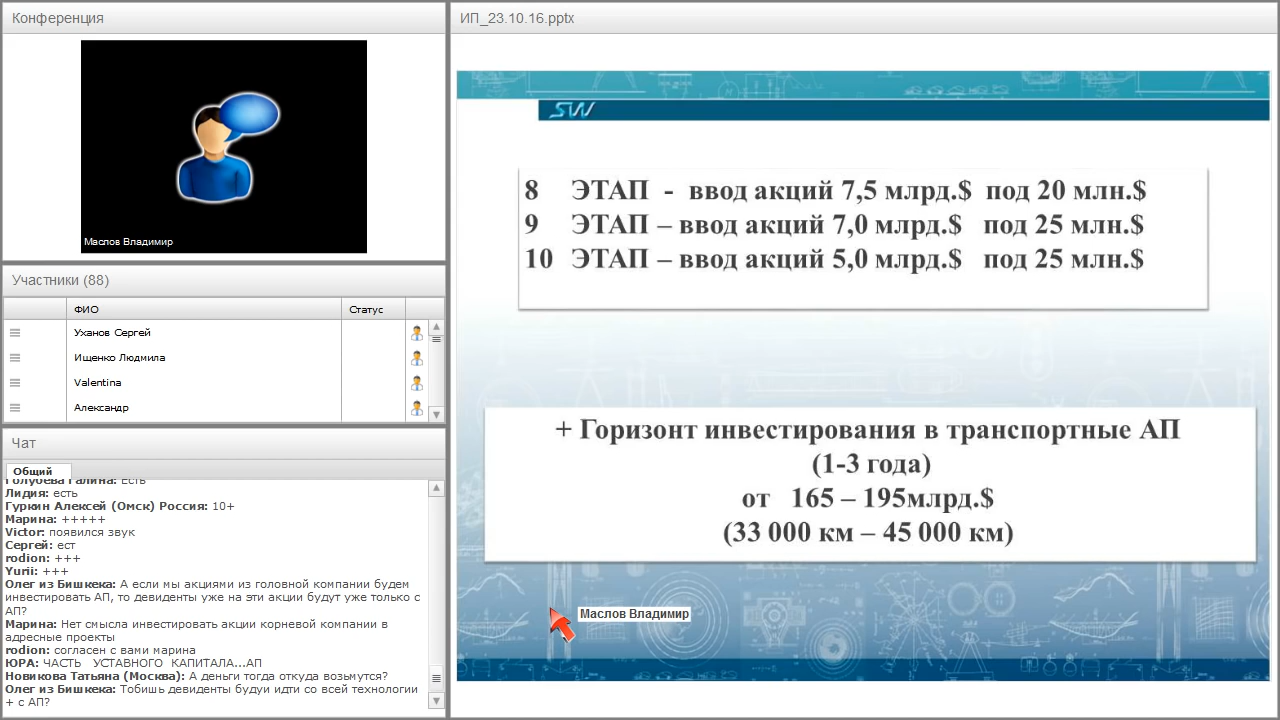 Конференция
Маслов Владимир
Участники (88)
ФИО Статус
Уханов Сергей
Ищенко Людмила
Valentina
Александр
Чат
Общий
Голубева Галина: Есть
Лидия: есть
Гуркин Алексей (Омск) Россия: 10+
Марина: +++++
Victor: появился звук
Сергей: ест
rodion: +++
Yurii: +++
Олег из Бишкека: А если мы акциями из головной компании будем
инвестировать АП, то девиденты уже на эти акции будут уже только с
АП?
Марина: Нет смысла инвестировать акции корневой компании в
адресные проекты
rodion: согласен с вами марина
ЮРА: ЧАСТЬ УСТАВНОГО КАПИТАЛА...АП
Новикова Татьяна (Москва): А деньги тогда откуда возьмутся?
Олег из Бишкека: Тобишь девиденты будуи идти со всей технологии
+ с АП?
ИП_23.10.16.pptx
SW
8 ЭТАП - ввод акций 7,5 млрд.$ под 20 млн.$
9 ЭТАП – ввод акций 7,0 млрд.$ под 25 млн.$
10 ЭТАП – ввод акций 5,0 млрд.$ под 25 млн.$
+ Горизонт инвестирования в транспортные АП
(1-3 года)
от 165 – 195млрд.$
(33 000 км – 45 000 км)
Маслов Владимир